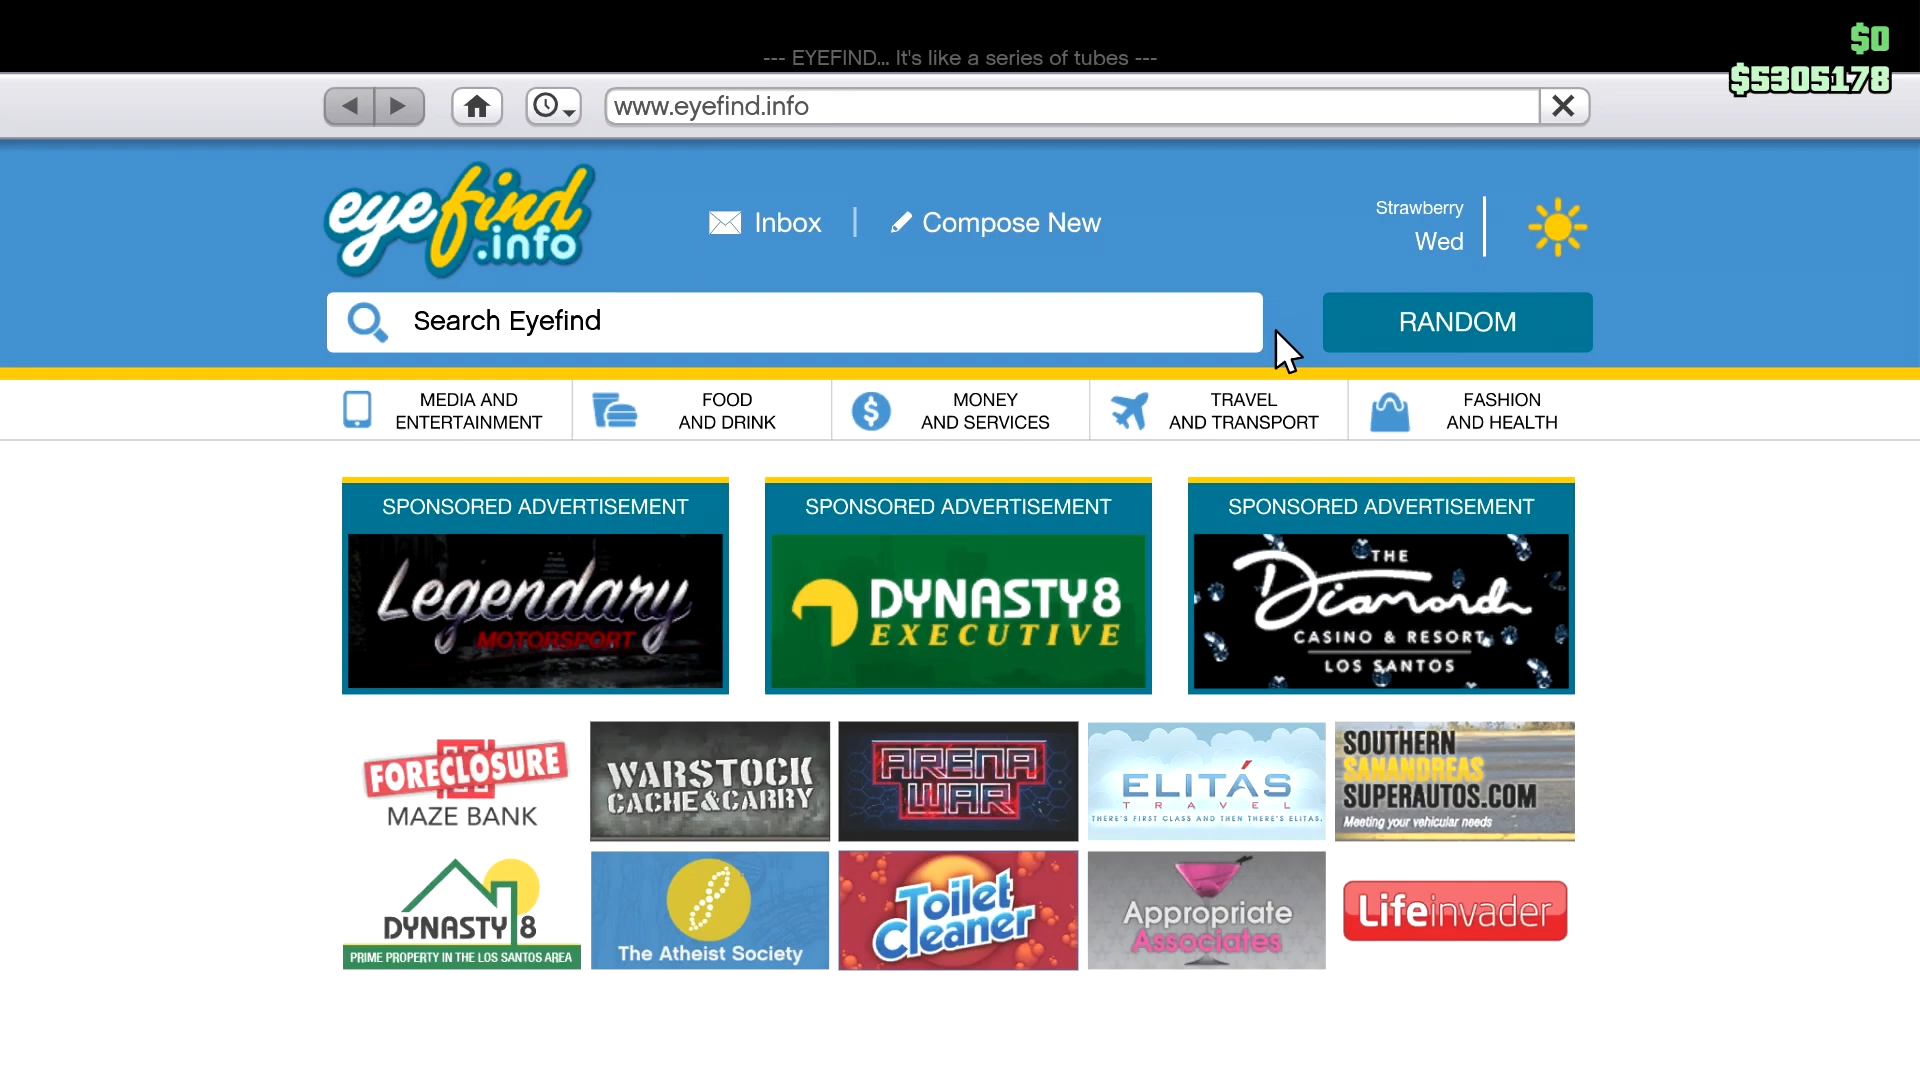 $0
--- EYEFIND... It's like a series of tubes ---
$5305178
www.eyefind.info
eyefind
.info
Inbox
Compose New
Strawberry
Wed
Search Eyefind
RANDOM
MEDIA AND
ENTERTAINMENT
FOOD
AND DRINK
MONEY
AND SERVICES
TRAVEL
AND TRANSPORT
FASHION
AND HEALTH
SPONSORED ADVERTISEMENT
Legendary
MOTORSPORT
SPONSORED ADVERTISEMENT
DYNASTY 8
EXECUTIVE
SPONSORED ADVERTISEMENT
THE
Diamond
CASINO & RESORT
LOS SANTOS
FORECLOSURE
MAZE BANK
WARSTOCK
CACHE&CARRY
ARENA
WAR
ELITÁS
TRAVEL
THERE'S FIRST CLASS AND THEN THERE'S ELITAS.
SOUTHERN
SANANDREAS
SUPERAUTOS.COM
Meeting your vehicular needs
DYNASTY 8
PRIME PROPERTY IN THE LOS SANTOS AREA
The Atheist Society
Toilet
Cleaner
Appropriate
Associates
Lifeinvader